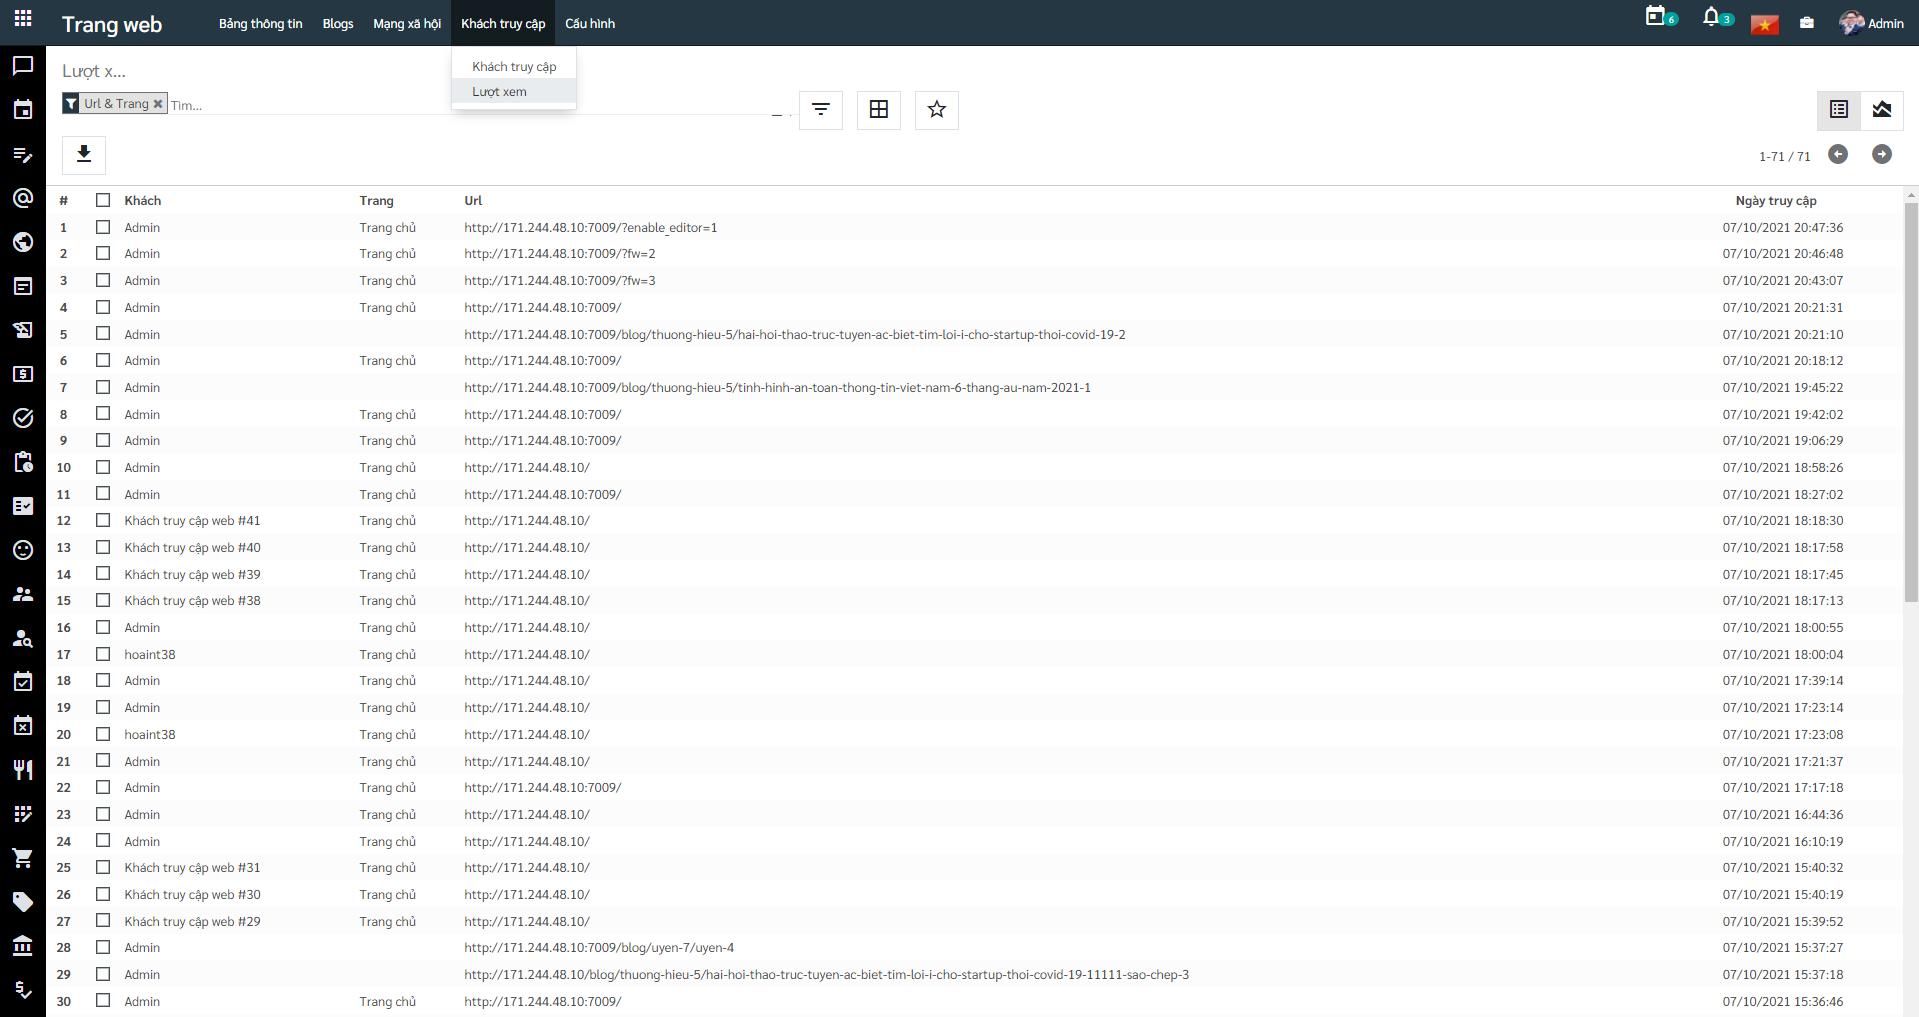 Trang web Bảng thông tin Blogs Mạng xã hội Khách truy cập Cấu hình 6 3 Admin
Khách truy cập
Lượt xem
Lượt x...
Url & Trang Tìm...
1-71 / 71
# Khách Trang Url Ngày truy cập
1 Admin Trang chủ http://171.244.48.10:7009/?enable_editor=1 07/10/2021 20:47:36
2 Admin Trang chủ http://171.244.48.10:7009/?fw=2 07/10/2021 20:46:48
3 Admin Trang chủ http://171.244.48.10:7009/?fw=3 07/10/2021 20:43:07
4 Admin Trang chủ http://171.244.48.10:7009/ 07/10/2021 20:21:31
5 Admin http://171.244.48.10:7009/blog/thuong-hieu-5/hai-hoi-thao-truc-tuyen-ac-biet-tim-loi-i-cho-startup-thoi-covid-19-2 07/10/2021 20:21:10
6 Admin Trang chủ http://171.244.48.10:7009/ 07/10/2021 20:18:12
7 Admin http://171.244.48.10:7009/blog/thuong-hieu-5/tinh-hinh-an-toan-thong-tin-viet-nam-6-thang-au-nam-2021-1 07/10/2021 19:45:22
8 Admin Trang chủ http://171.244.48.10:7009/ 07/10/2021 19:42:02
9 Admin Trang chủ http://171.244.48.10:7009/ 07/10/2021 19:06:29
10 Admin Trang chủ http://171.244.48.10/ 07/10/2021 18:58:26
11 Admin Trang chủ http://171.244.48.10:7009/ 07/10/2021 18:27:02
12 Khách truy cập web #41 Trang chủ http://171.244.48.10/ 07/10/2021 18:18:30
13 Khách truy cập web #40 Trang chủ http://171.244.48.10/ 07/10/2021 18:17:58
14 Khách truy cập web #39 Trang chủ http://171.244.48.10/ 07/10/2021 18:17:45
15 Khách truy cập web #38 Trang chủ http://171.244.48.10/ 07/10/2021 18:17:13
16 Admin Trang chủ http://171.244.48.10/ 07/10/2021 18:00:55
17 hoaint38 Trang chủ http://171.244.48.10/ 07/10/2021 18:00:04
18 Admin Trang chủ http://171.244.48.10/ 07/10/2021 17:39:14
19 Admin Trang chủ http://171.244.48.10/ 07/10/2021 17:23:14
20 hoaint38 Trang chủ http://171.244.48.10/ 07/10/2021 17:23:08
21 Admin Trang chủ http://171.244.48.10/ 07/10/2021 17:21:37
22 Admin Trang chủ http://171.244.48.10:7009/ 07/10/2021 17:17:18
23 Admin Trang chủ http://171.244.48.10/ 07/10/2021 16:44:36
24 Admin Trang chủ http://171.244.48.10/ 07/10/2021 16:10:19
25 Khách truy cập web #31 Trang chủ http://171.244.48.10/ 07/10/2021 15:40:32
26 Khách truy cập web #30 Trang chủ http://171.244.48.10/ 07/10/2021 15:40:19
27 Khách truy cập web #29 Trang chủ http://171.244.48.10/ 07/10/2021 15:39:52
28 Admin http://171.244.48.10:7009/blog/uyen-7/uyen-4 07/10/2021 15:37:27
29 Admin http://171.244.48.10/blog/thuong-hieu-5/hai-hoi-thao-truc-tuyen-ac-biet-tim-loi-i-cho-startup-thoi-covid-19-11111-sao-chep-3 07/10/2021 15:37:18
30 Admin Trang chủ http://171.244.48.10:7009/ 07/10/2021 15:36:46